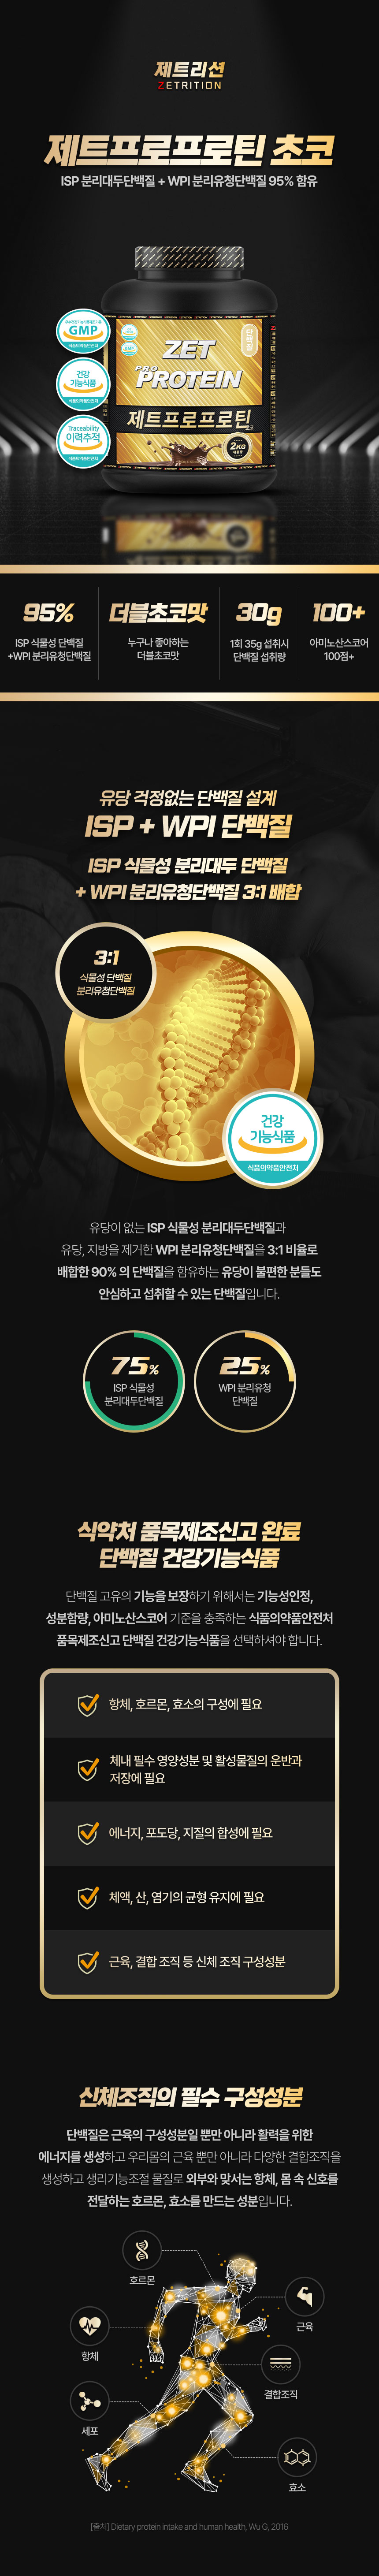 제트리션
ZETRITION
제트프로프로틴 초코
ISP 분리대두단백질 + WPI 분리유청단백질 95% 함유
GMP
식품의약품안전처
건강
기능식품
식품의약품안전처
Traceability
이력추적
식품의약품안전처
단백질
ZET
PRO
PROTEIN
제트프로프로틴
2KG
95%
ISP 식물성 단백질
+WPI 분리유청단백질
더블초코맛
누구나 좋아하는
더블초코맛
30g
1회 35g 섭취시
단백질 섭취량
100+
아미노산스코어
100점+
유당 걱정없는 단백질 설계
ISP + WPI 단백질
ISP 식물성 분리대두 단백질
+ WPI 분리유청단백질 3:1 배합
3:1
식물성 단백질
분리유청단백질
건강
기능식품
식품의약품안전처
유당이 없는 ISP 식물성 분리대두단백질과
유당, 지방을 제거한 WPI 분리유청단백질을 3:1 비율로
배합한 90% 의 단백질을 함유하는 유당이 불편한 분들도
안심하고 섭취할 수 있는 단백질입니다.
75%
ISP 식물성
분리대두단백질
25%
WPI 분리유청
단백질
식약처 품목제조신고 완료
단백질 건강기능식품
단백질 고유의 기능을 보장하기 위해서는 기능성인정,
성분함량, 아미노산스코어 기준을 충족하는 식품의약품안전처
품목제조신고 단백질 건강기능식품을 선택하셔야 합니다.
항체, 호르몬, 효소의 구성에 필요
체내 필수 영양성분 및 활성물질의 운반과
저장에 필요
에너지, 포도당, 지질의 합성에 필요
체액, 산, 염기의 균형 유지에 필요
근육, 결합 조직 등 신체 조직 구성성분
신체조직의 필수 구성성분
단백질은 근육의 구성성분일 뿐만 아니라 활력을 위한
에너지를 생성하고 우리몸의 근육 뿐만 아니라 다양한 결합조직을
생성하고 생리기능조절 물질로 외부와 맞서는 항체, 몸 속 신호를
전달하는 호르몬, 효소를 만드는 성분입니다.
호르몬
근육
항체
결합조직
세포
효소
[출처] Dietary protein intake and human health, Wu G, 2016